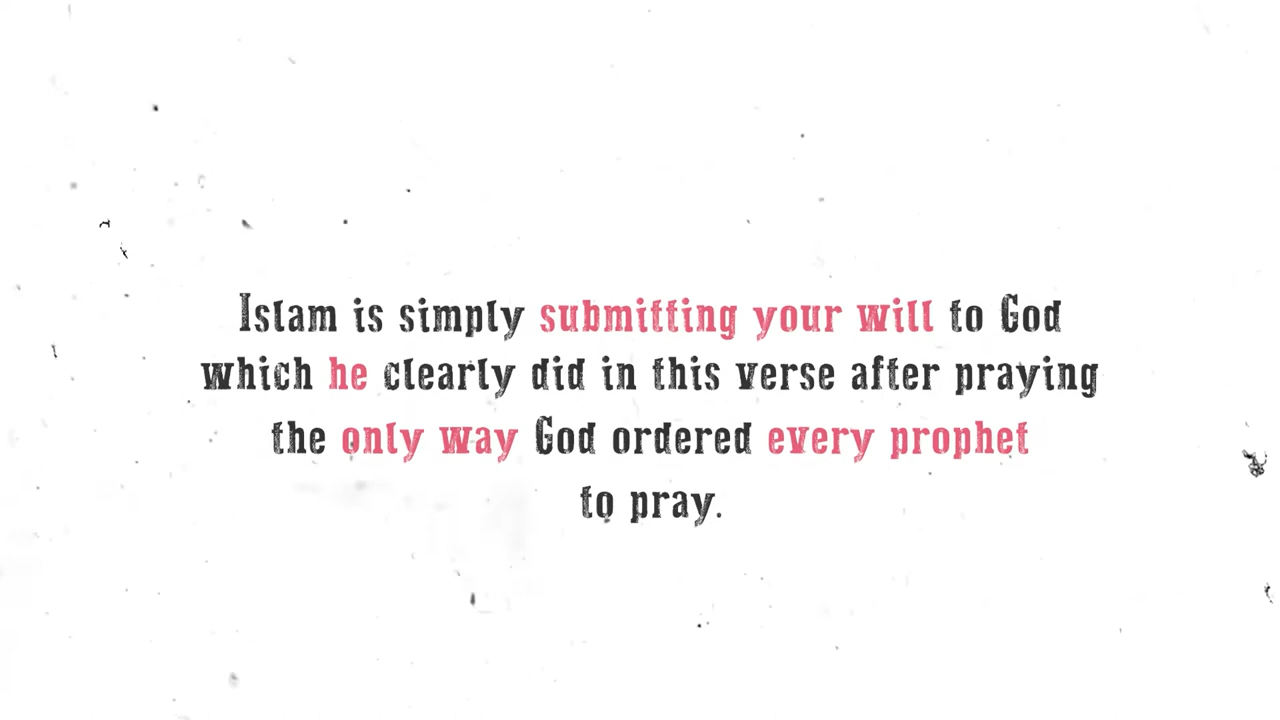 Islam is simply submitting your will to God
which he clearly did in this verse after praying
the only way God ordered every prophet
to pray.